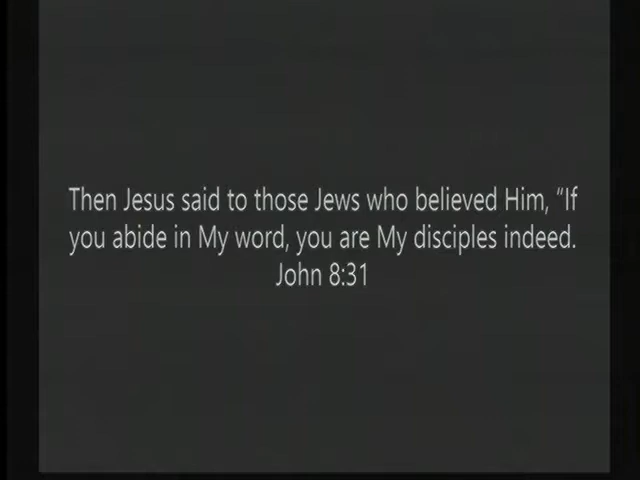 Then Jesus said to those Jews who believed Him, “If
you abide in My word, you are My disciples indeed.
John 8:31